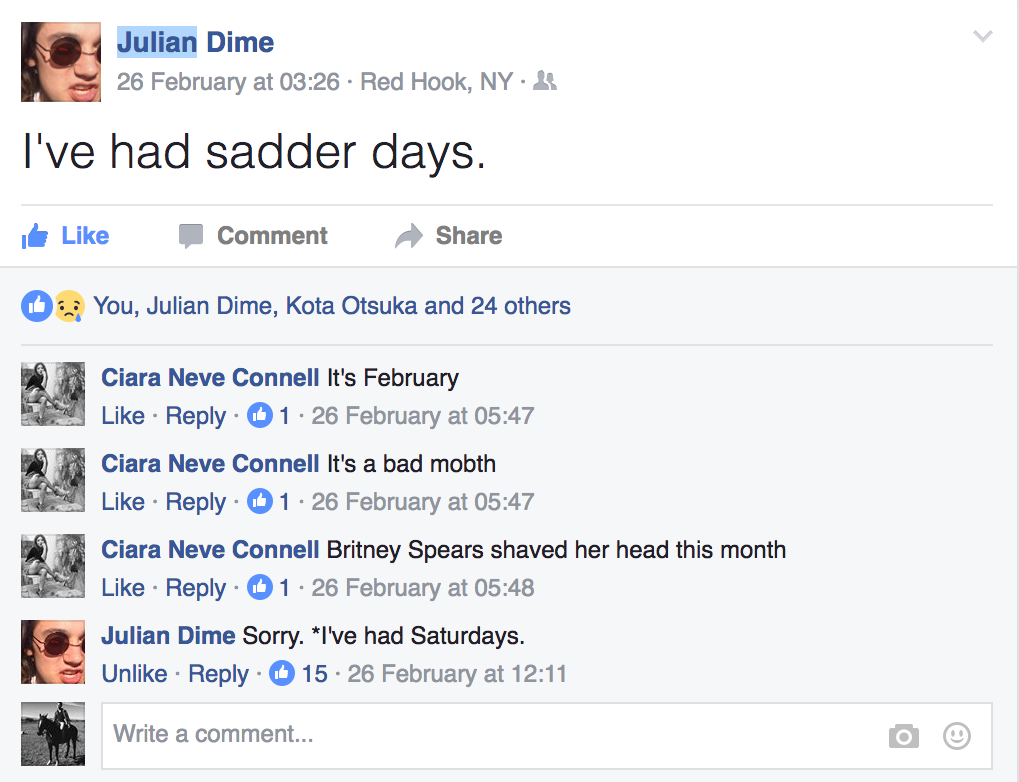 Julian Dime
26 February at 03:26 · Red Hook, NY ·
I've had sadder days.
Like Comment Share
You, Julian Dime, Kota Otsuka and 24 others
Ciara Neve Connell It's February
Like · Reply · 1 · 26 February at 05:47
Ciara Neve Connell It's a bad mobth
Like · Reply · 1 · 26 February at 05:47
Ciara Neve Connell Britney Spears shaved her head this month
Like · Reply · 1 · 26 February at 05:48
Julian Dime Sorry. *I've had Saturdays.
Unlike · Reply · 15 · 26 February at 12:11
Write a comment...